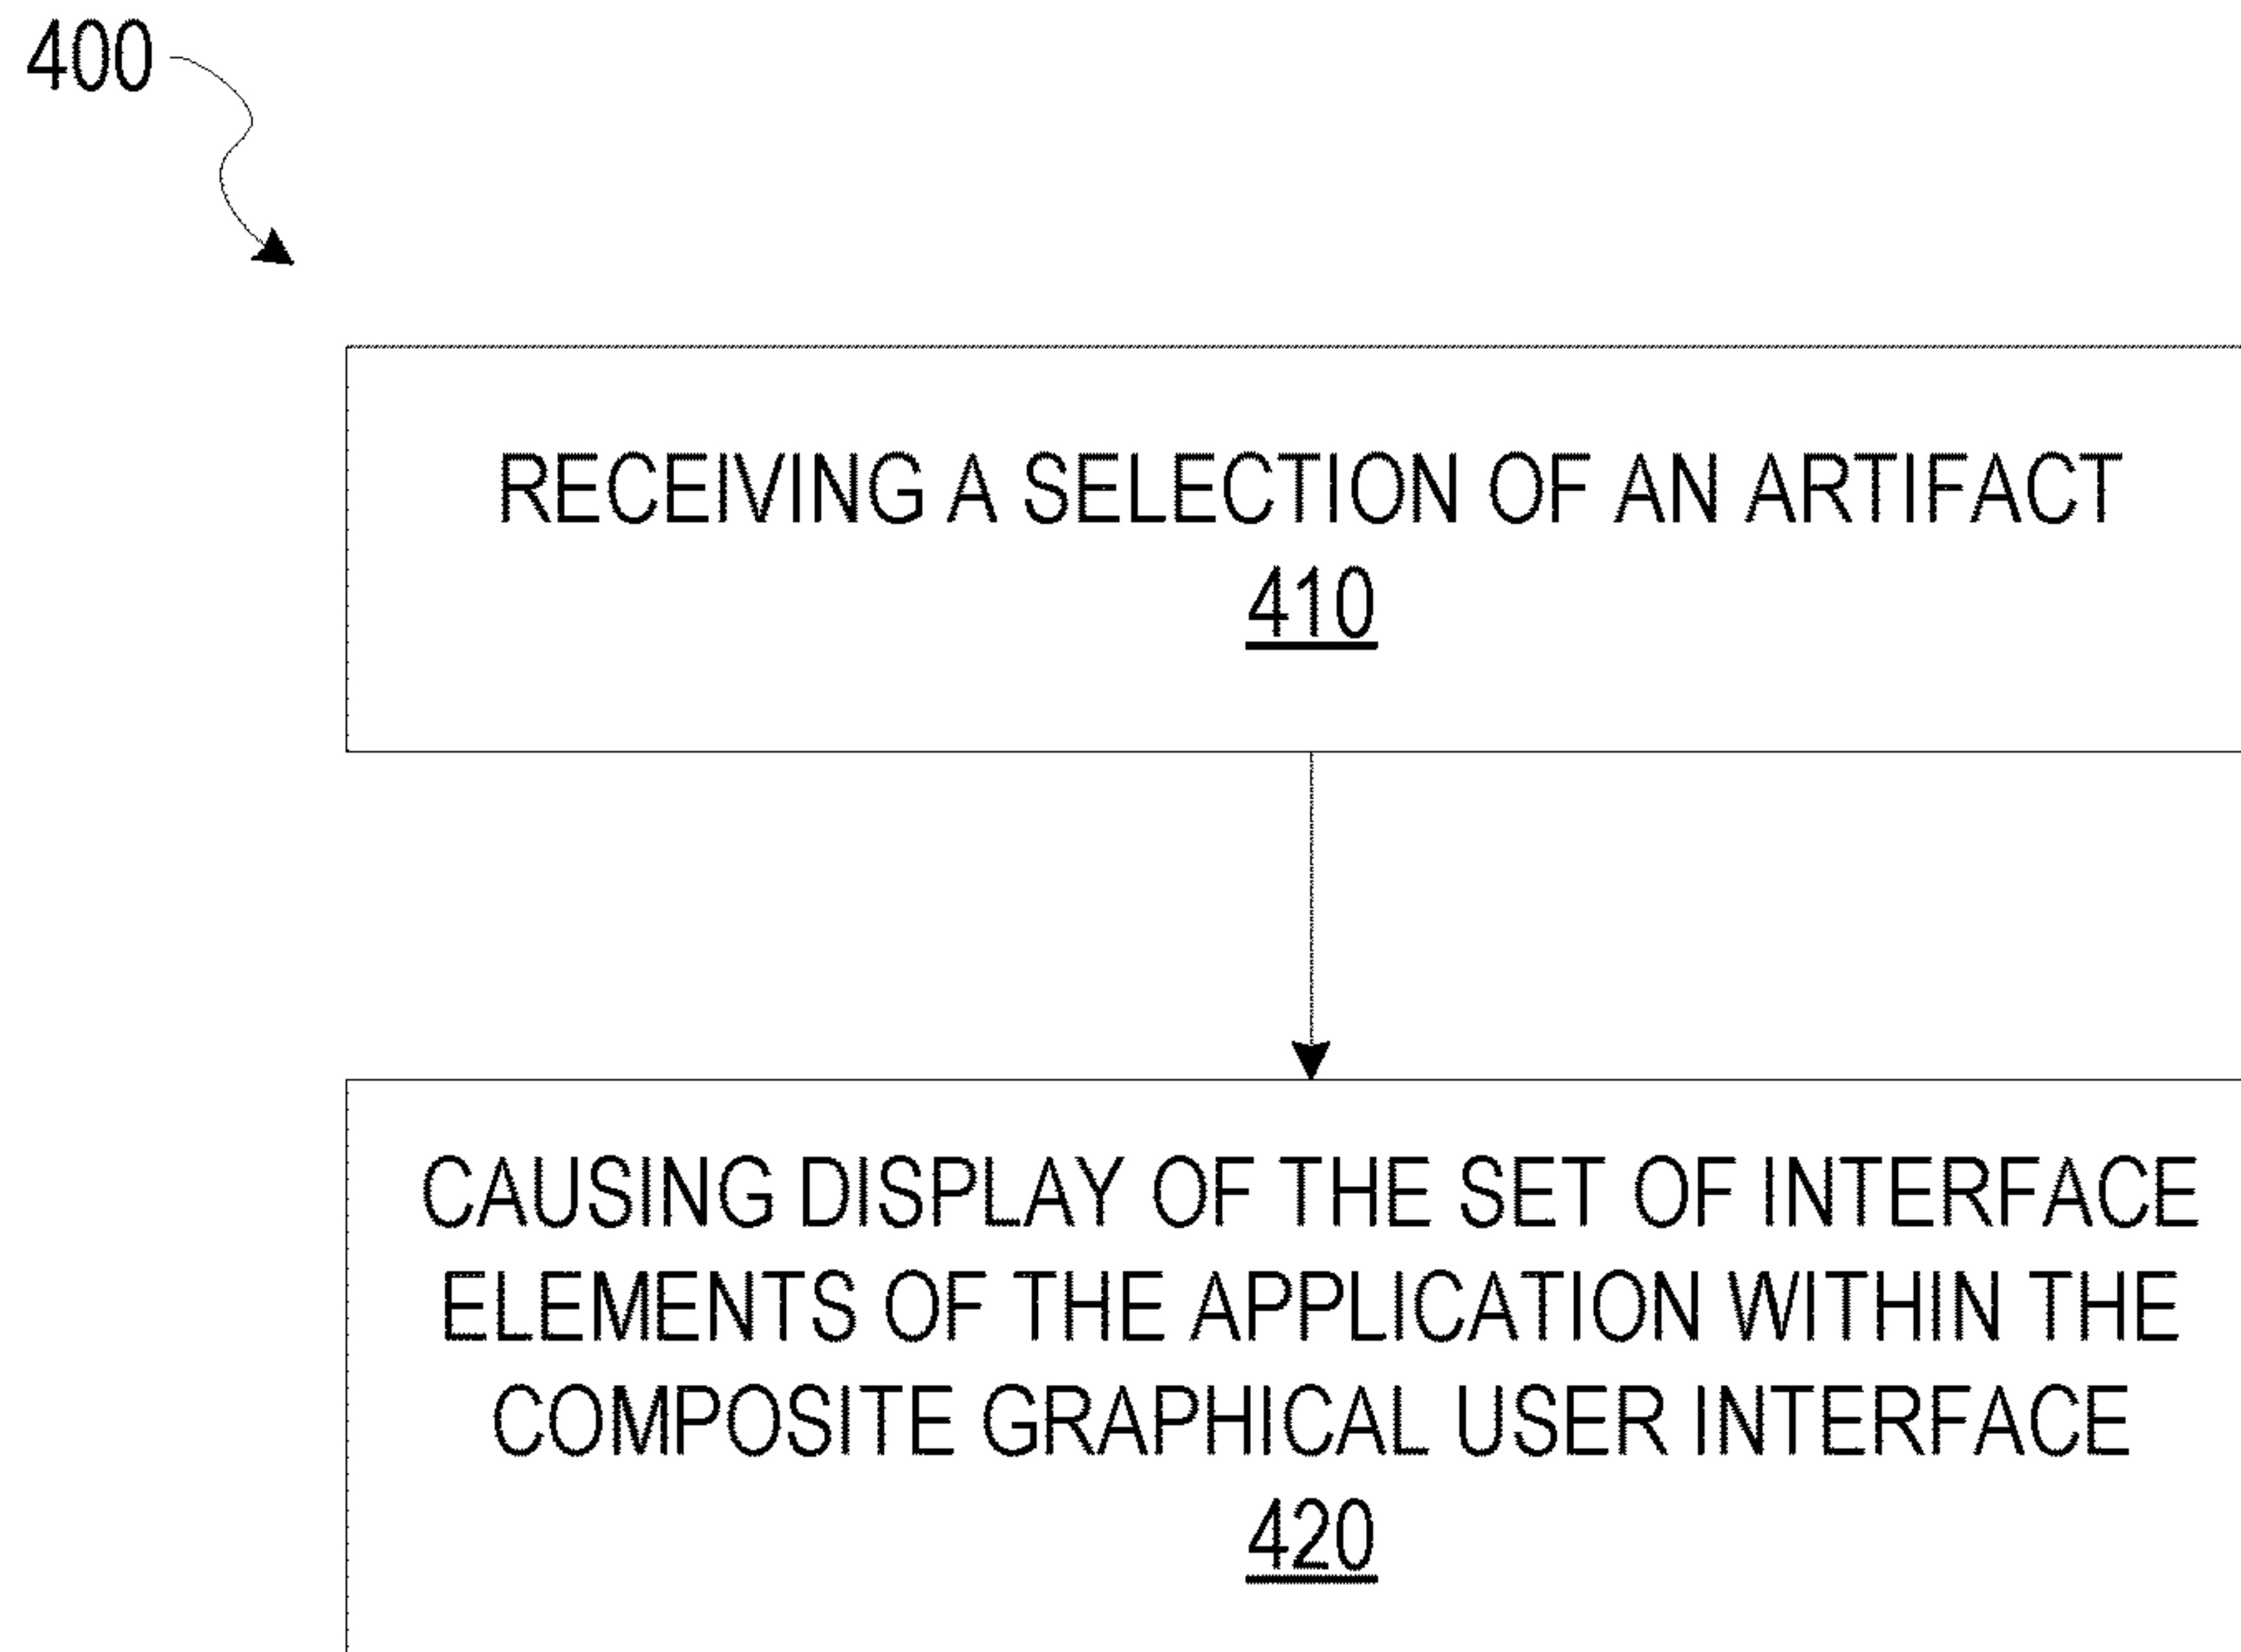 400
RECEIVING A SELECTION OF AN ARTIFACT
410
CAUSING DISPLAY OF THE SET OF INTERFACE
ELEMENTS OF THE APPLICATION WITHIN THE
COMPOSITE GRAPHICAL USER INTERFACE
420